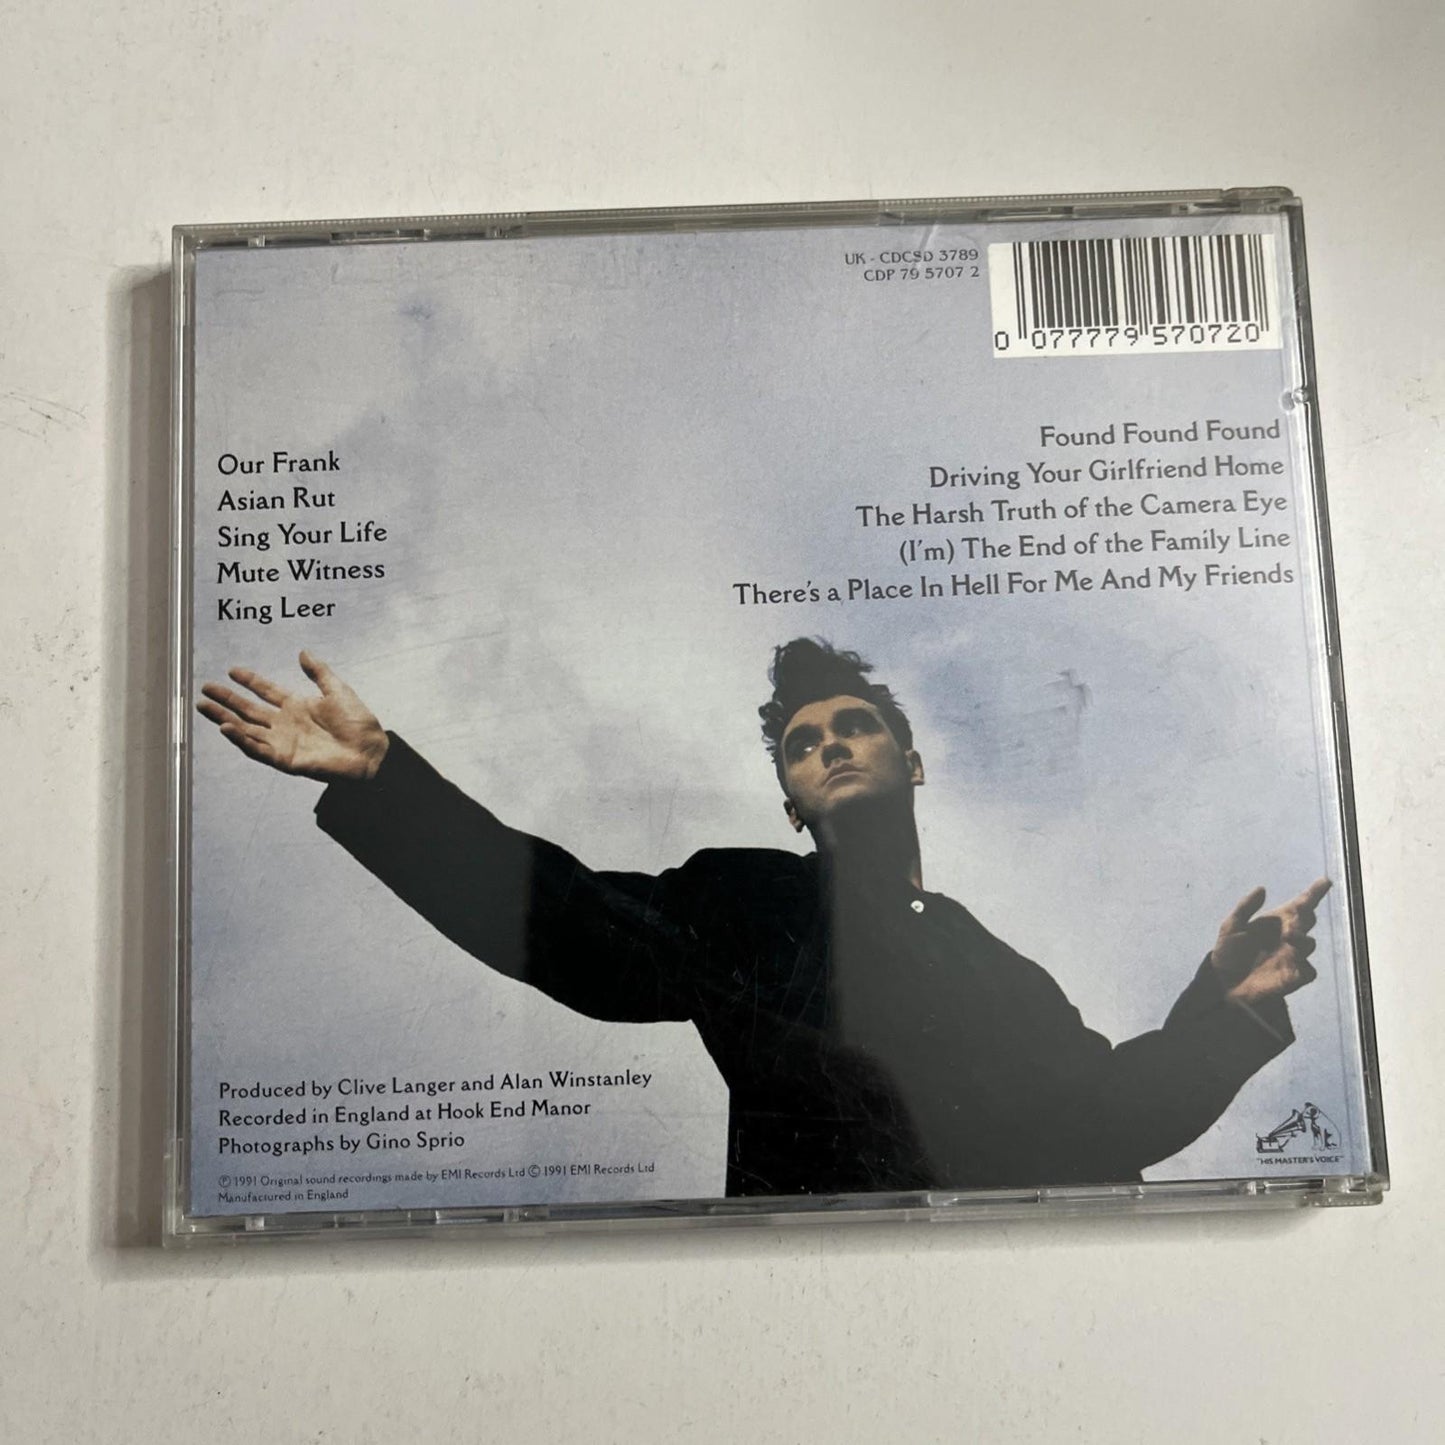 UK - CDCSD 3789
CDP 79 5707 2
0 077779 570720
Our Frank
Asian Rut
Sing Your Life
Mute Witness
King Leer
Found Found Found
Driving Your Girlfriend Home
The Harsh Truth of the Camera Eye
(I'm) The End of the Family Line
There's a Place In Hell For Me And My Friends
Produced by Clive Langer and Alan Winstanley
Recorded in England at Hook End Manor
Photographs by Gino Sprio
℗ 1991 Original sound recordings made by EMI Records Ltd © 1991 EMI Records Ltd
Manufactured in England
"HIS MASTER'S VOICE"